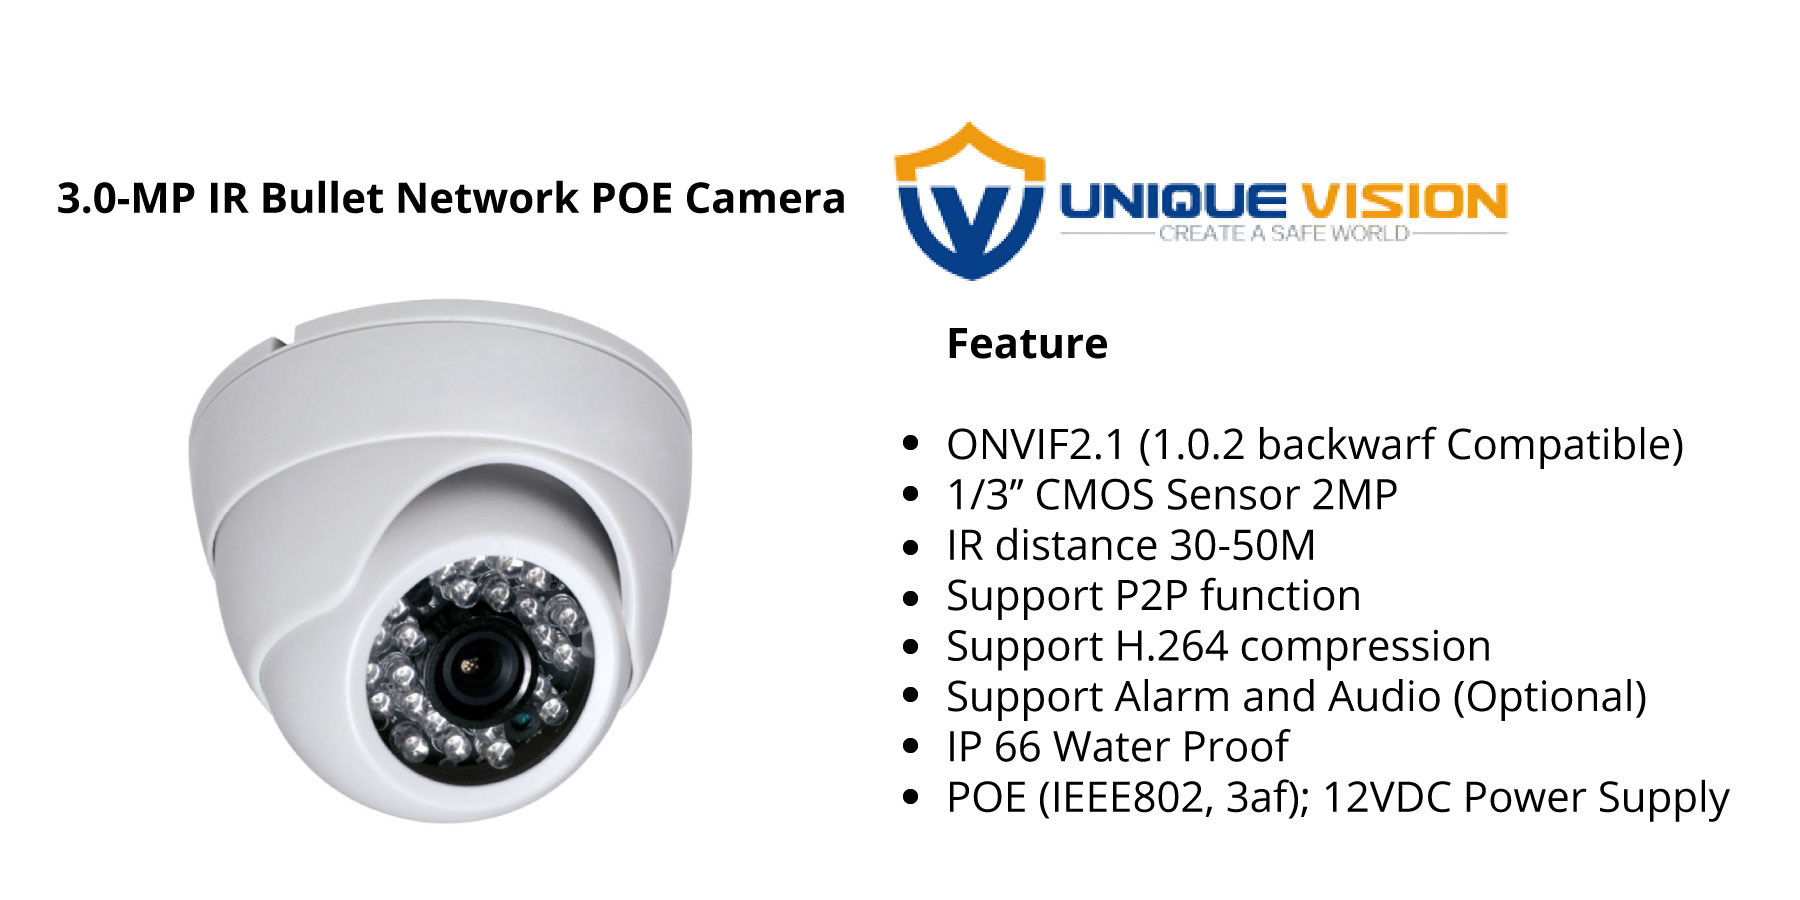 3.0-MP IR Bullet Network POE Camera
UNIQUE VISION
CREATE A SAFE WORLD
Feature
• ONVIF2.1 (1.0.2 backwarf Compatible)
• 1/3” CMOS Sensor 2MP
• IR distance 30-50M
• Support P2P function
• Support H.264 compression
• Support Alarm and Audio (Optional)
• IP 66 Water Proof
• POE (IEEE802, 3af); 12VDC Power Supply